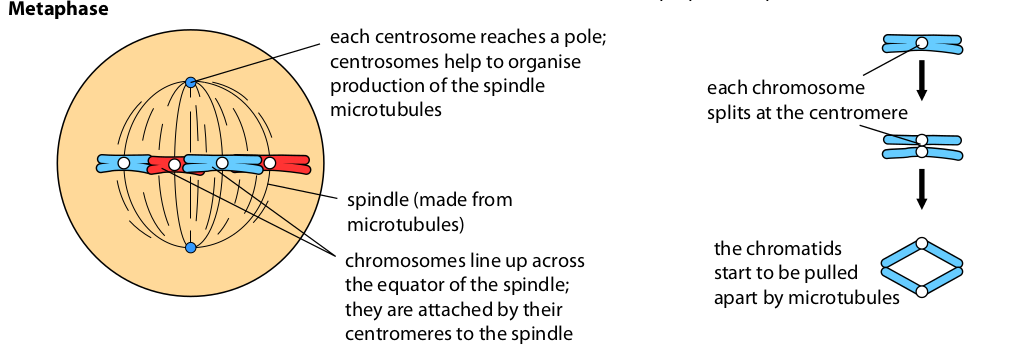 Metaphase
each centrosome reaches a pole;
centrosomes help to organise
production of the spindle
microtubules
spindle (made from
microtubules)
chromosomes line up across
the equator of the spindle;
they are attached by their
centromeres to the spindle
each chromosome
splits at the centromere
the chromatids
start to be pulled
apart by microtubules